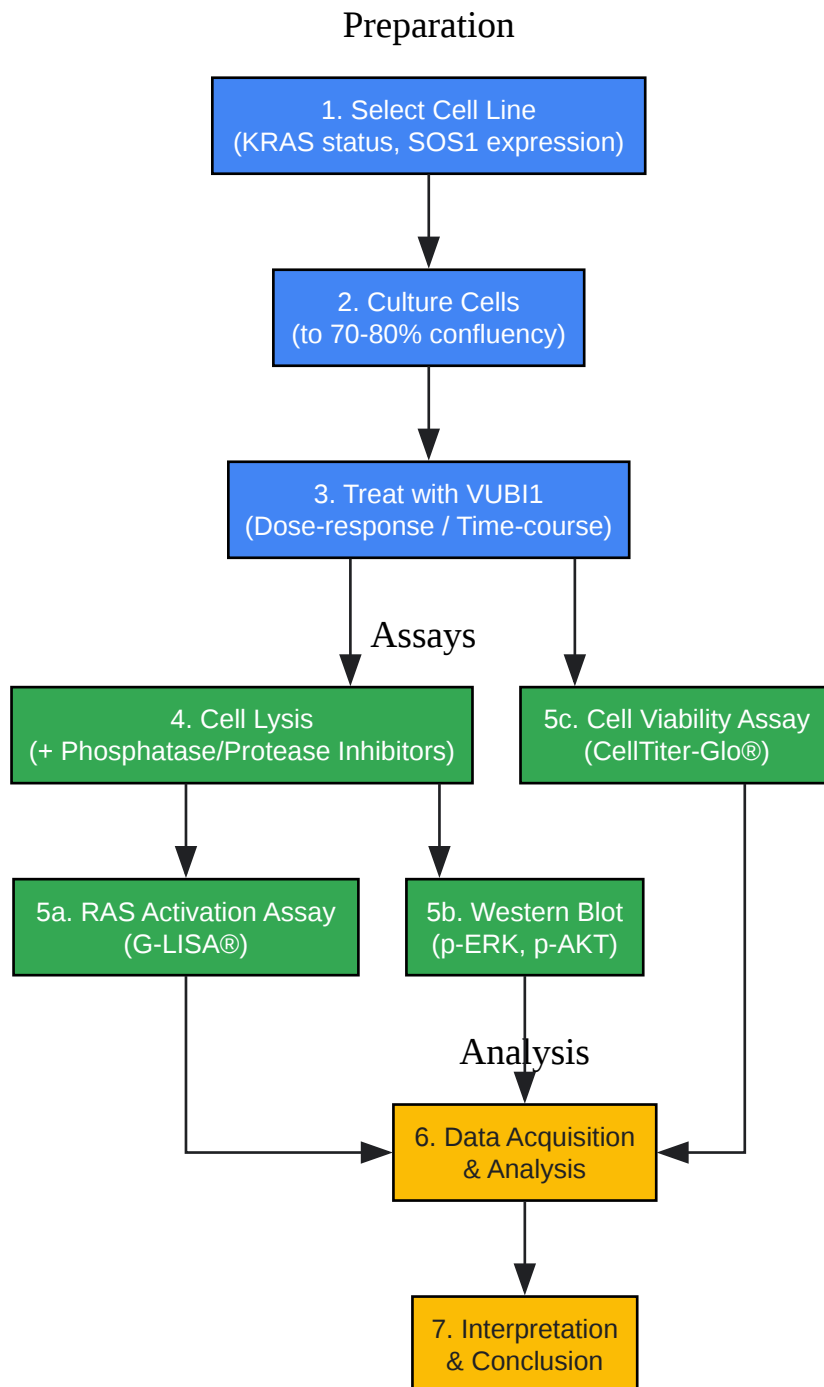 Preparation
1. Select Cell Line
(KRAS status, SOS1 expression)
2. Culture Cells
(to 70-80% confluency)
3. Treat with VUBI1
(Dose-response / Time-course)
Assays
4. Cell Lysis
(+ Phosphatase/Protease Inhibitors)
5c. Cell Viability Assay
(CellTiter-Glo®)
5a. RAS Activation Assay
(G-LISA®)
5b. Western Blot
(p-ERK, p-AKT)
Analysis
6. Data Acquisition
& Analysis
7. Interpretation
& Conclusion